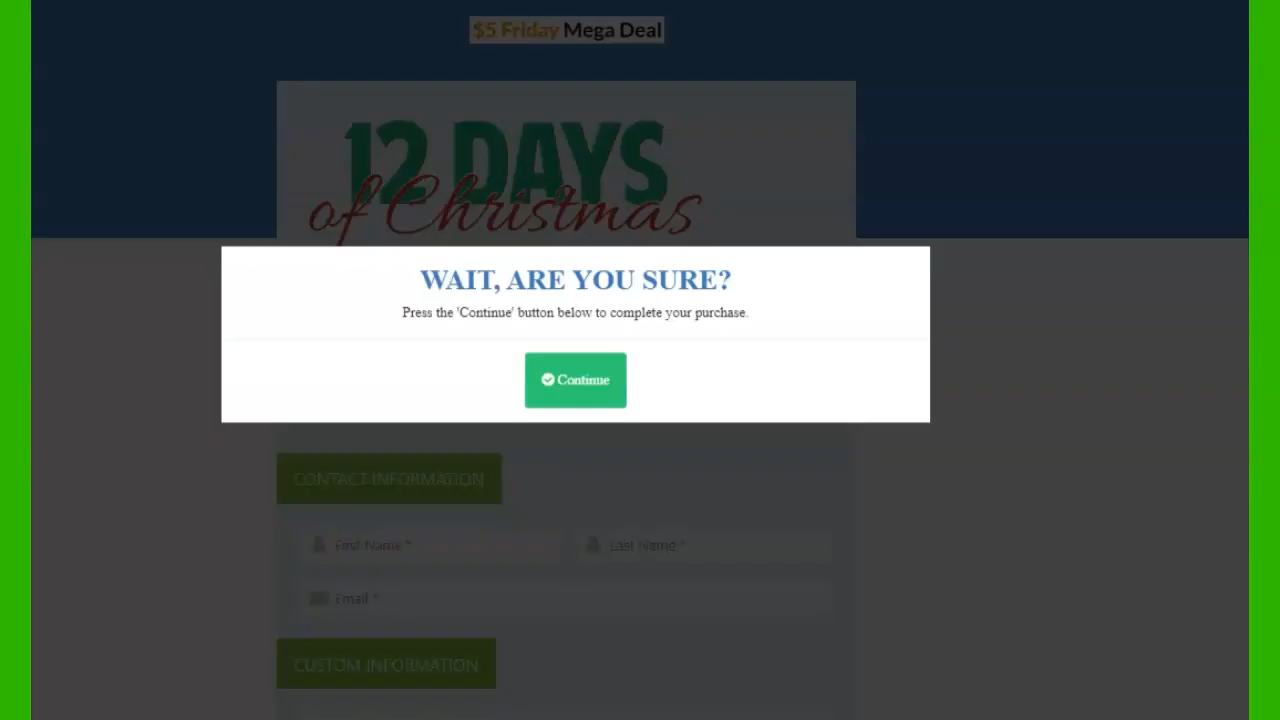 $5 Friday Mega Deal
12 DAYS
of Christmas
WAIT, ARE YOU SURE?
Press the 'Continue' button below to complete your purchase.
Continue
CONTACT INFORMATION
First Name *
Last Name *
Email *
CUSTOM INFORMATION